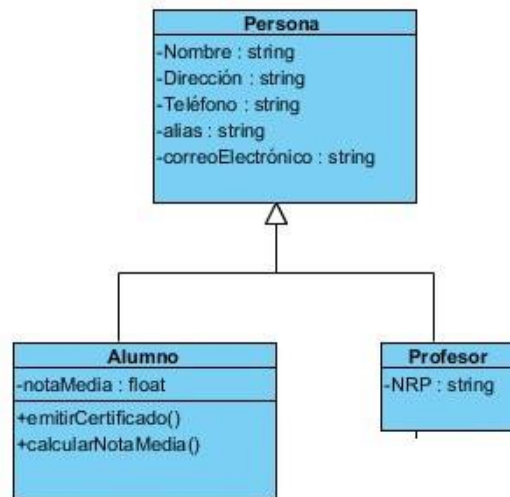 Persona
-Nombre : string
-Dirección : string
-Teléfono : string
-alias : string
-correoElectrónico : string
Alumno
-notaMedia : float
+emitirCertificado()
+calcularNotaMedia()
Profesor
-NRP : string